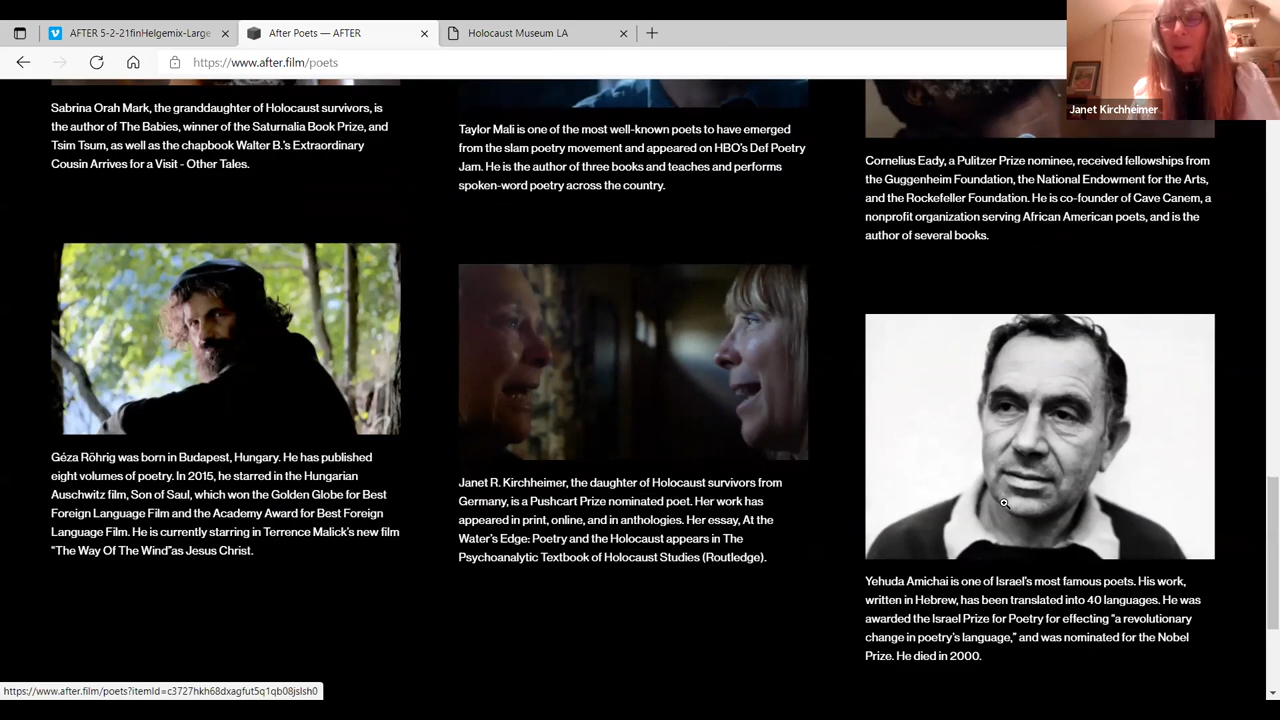 AFTER 5-2-21finHelgemix-Large
After Poets — AFTER
Holocaust Museum LA
https://www.after.film/poets
Janet Kirchheimer
Sabrina Orah Mark, the granddaughter of Holocaust survivors, is
the author of The Babies, winner of the Saturnalia Book Prize, and
Tsim Tsum, as well as the chapbook Walter B.'s Extraordinary
Cousin Arrives for a Visit - Other Tales.
Taylor Mali is one of the most well-known poets to have emerged
from the slam poetry movement and appeared on HBO's Def Poetry
Jam. He is the author of three books and teaches and performs
spoken-word poetry across the country.
Cornelius Eady, a Pulitzer Prize nominee, received fellowships from
the Guggenheim Foundation, the National Endowment for the Arts,
and the Rockefeller Foundation. He is co-founder of Cave Canem, a
nonprofit organization serving African American poets, and is the
author of several books.
Géza Röhrig was born in Budapest, Hungary. He has published
eight volumes of poetry. In 2015, he starred in the Hungarian
Auschwitz film, Son of Saul, which won the Golden Globe for Best
Foreign Language Film and the Academy Award for Best Foreign
Language Film. He is currently starring in Terrence Malick's new film
"The Way Of The Wind"as Jesus Christ.
Janet R. Kirchheimer, the daughter of Holocaust survivors from
Germany, is a Pushcart Prize nominated poet. Her work has
appeared in print, online, and in anthologies. Her essay, At the
Water's Edge: Poetry and the Holocaust appears in The
Psychoanalytic Textbook of Holocaust Studies (Routledge).
Yehuda Amichai is one of Israel's most famous poets. His work,
written in Hebrew, has been translated into 40 languages. He was
awarded the Israel Prize for Poetry for effecting "a revolutionary
change in poetry's language," and was nominated for the Nobel
Prize. He died in 2000.
https://www.after.film/poets?itemId=c3727hkh68dxagfut5q1qb08jslsh0